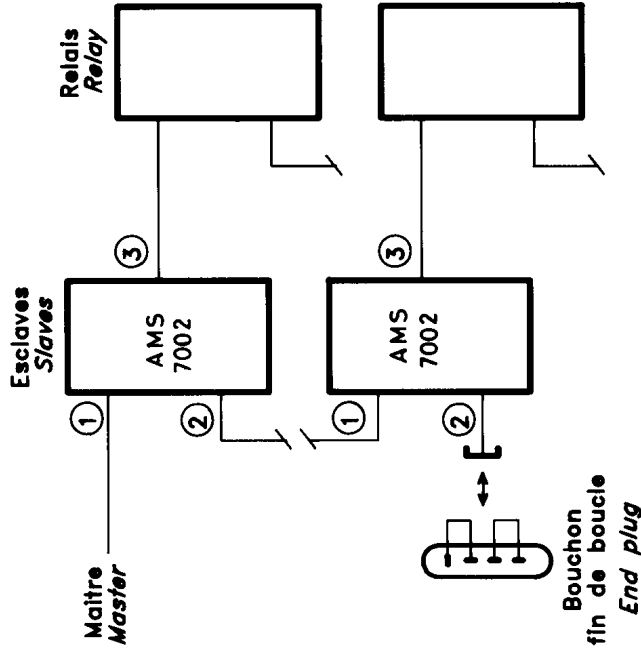 Maître
Master
Esclaves
Slaves
Relais
Relay
1
2
3
AMS
7002
1
2
3
AMS
7002
Bouchon
fin de boucle
End plug